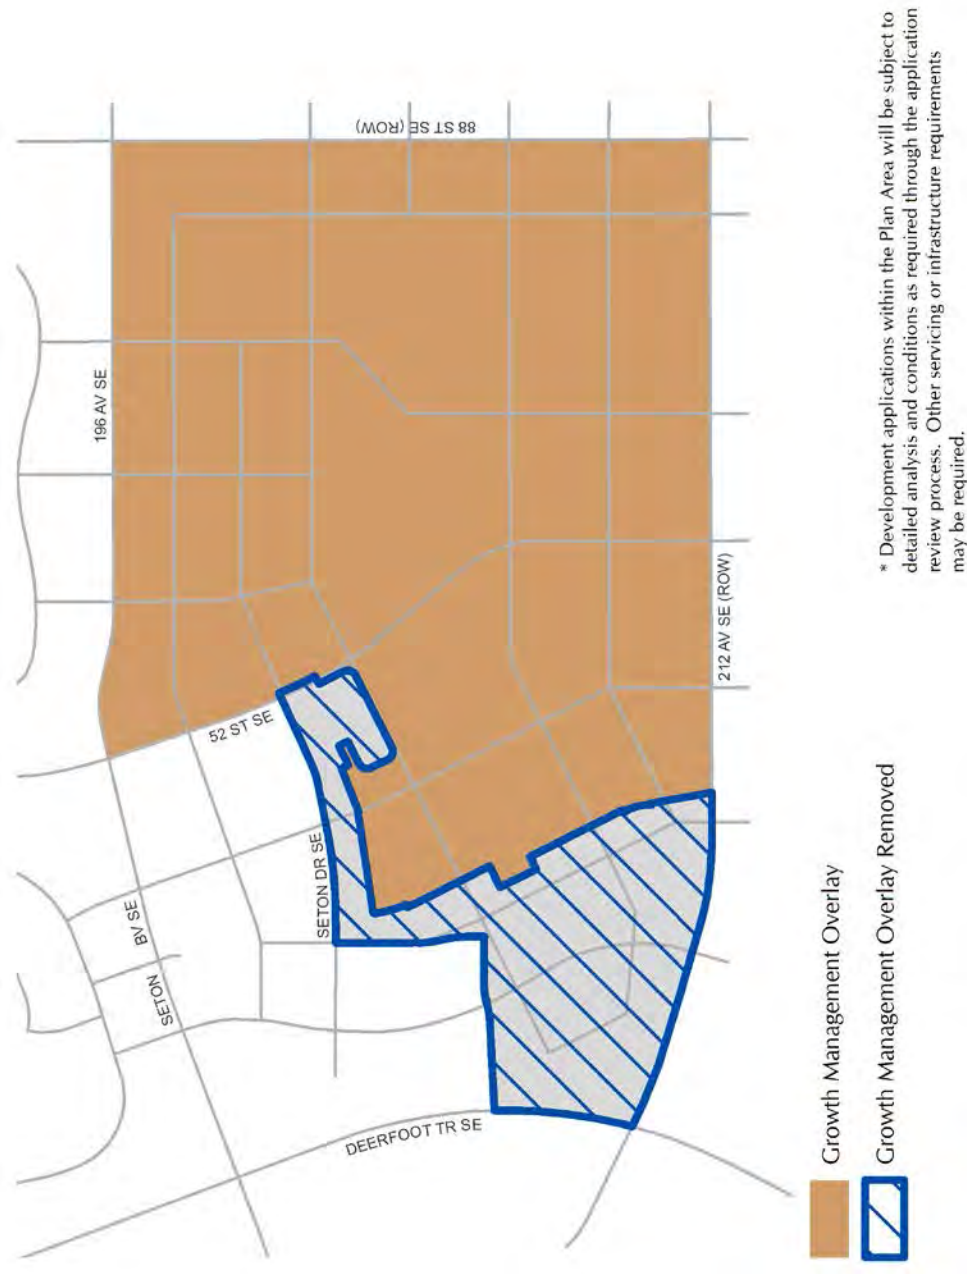 88 ST SE (ROW)
196 AV SE
52 ST SE
SETON DR SE
SETON BV SE
212 AV SE (ROW)
DEERFOOT TR SE
Growth Management Overlay
Growth Management Overlay Removed
* Development applications within the Plan Area will be subject to
detailed analysis and conditions as required through the application
review process. Other servicing or infrastructure requirements
may be required.